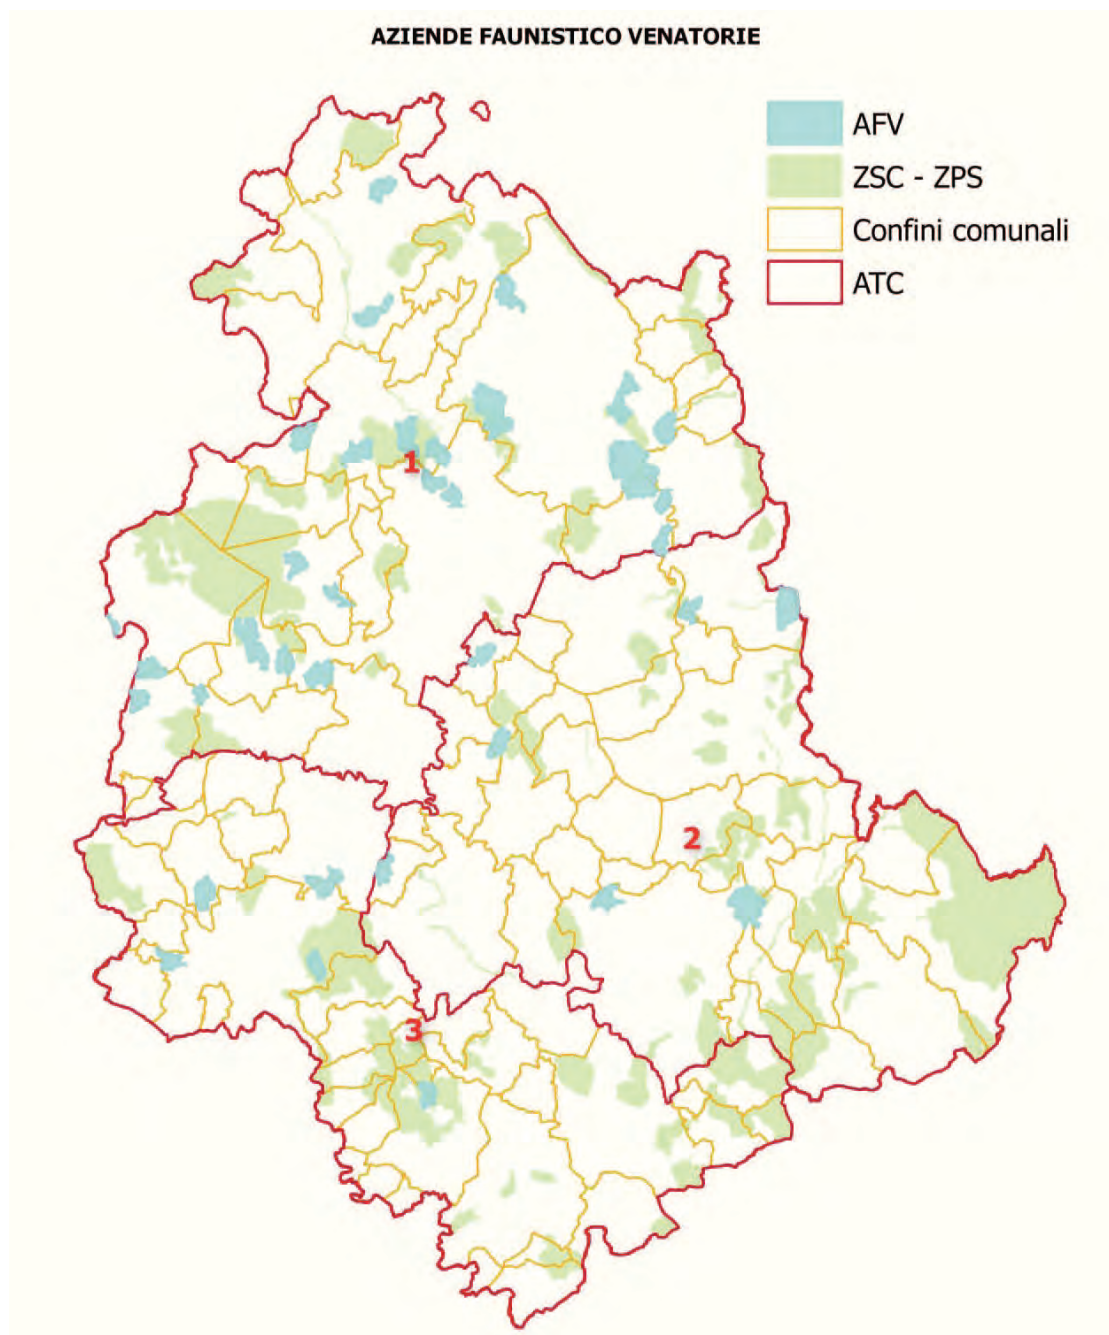 AZIENDE FAUNISTICO VENATORIE
AFV
ZSC - ZPS
Confini comunali
ATC
1
2
3